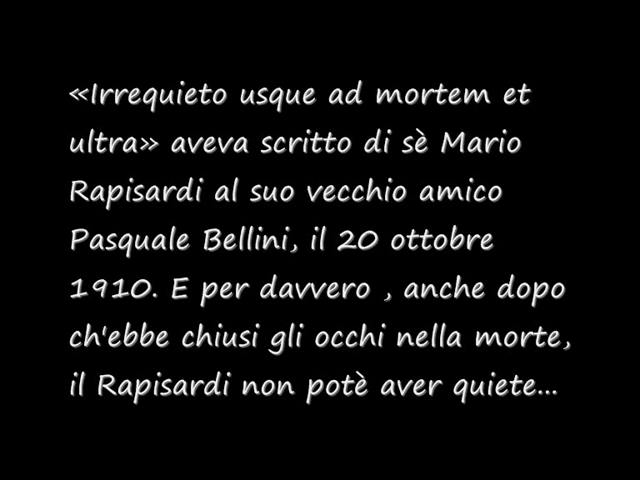 «Irrequieto usque ad mortem et
ultra» aveva scritto di sè Mario
Rapisardi al suo vecchio amico
Pasquale Bellini, il 20 ottobre
1910. E per davvero , anche dopo
ch'ebbe chiusi gli occhi nella morte,
il Rapisardi non potè aver quiete...